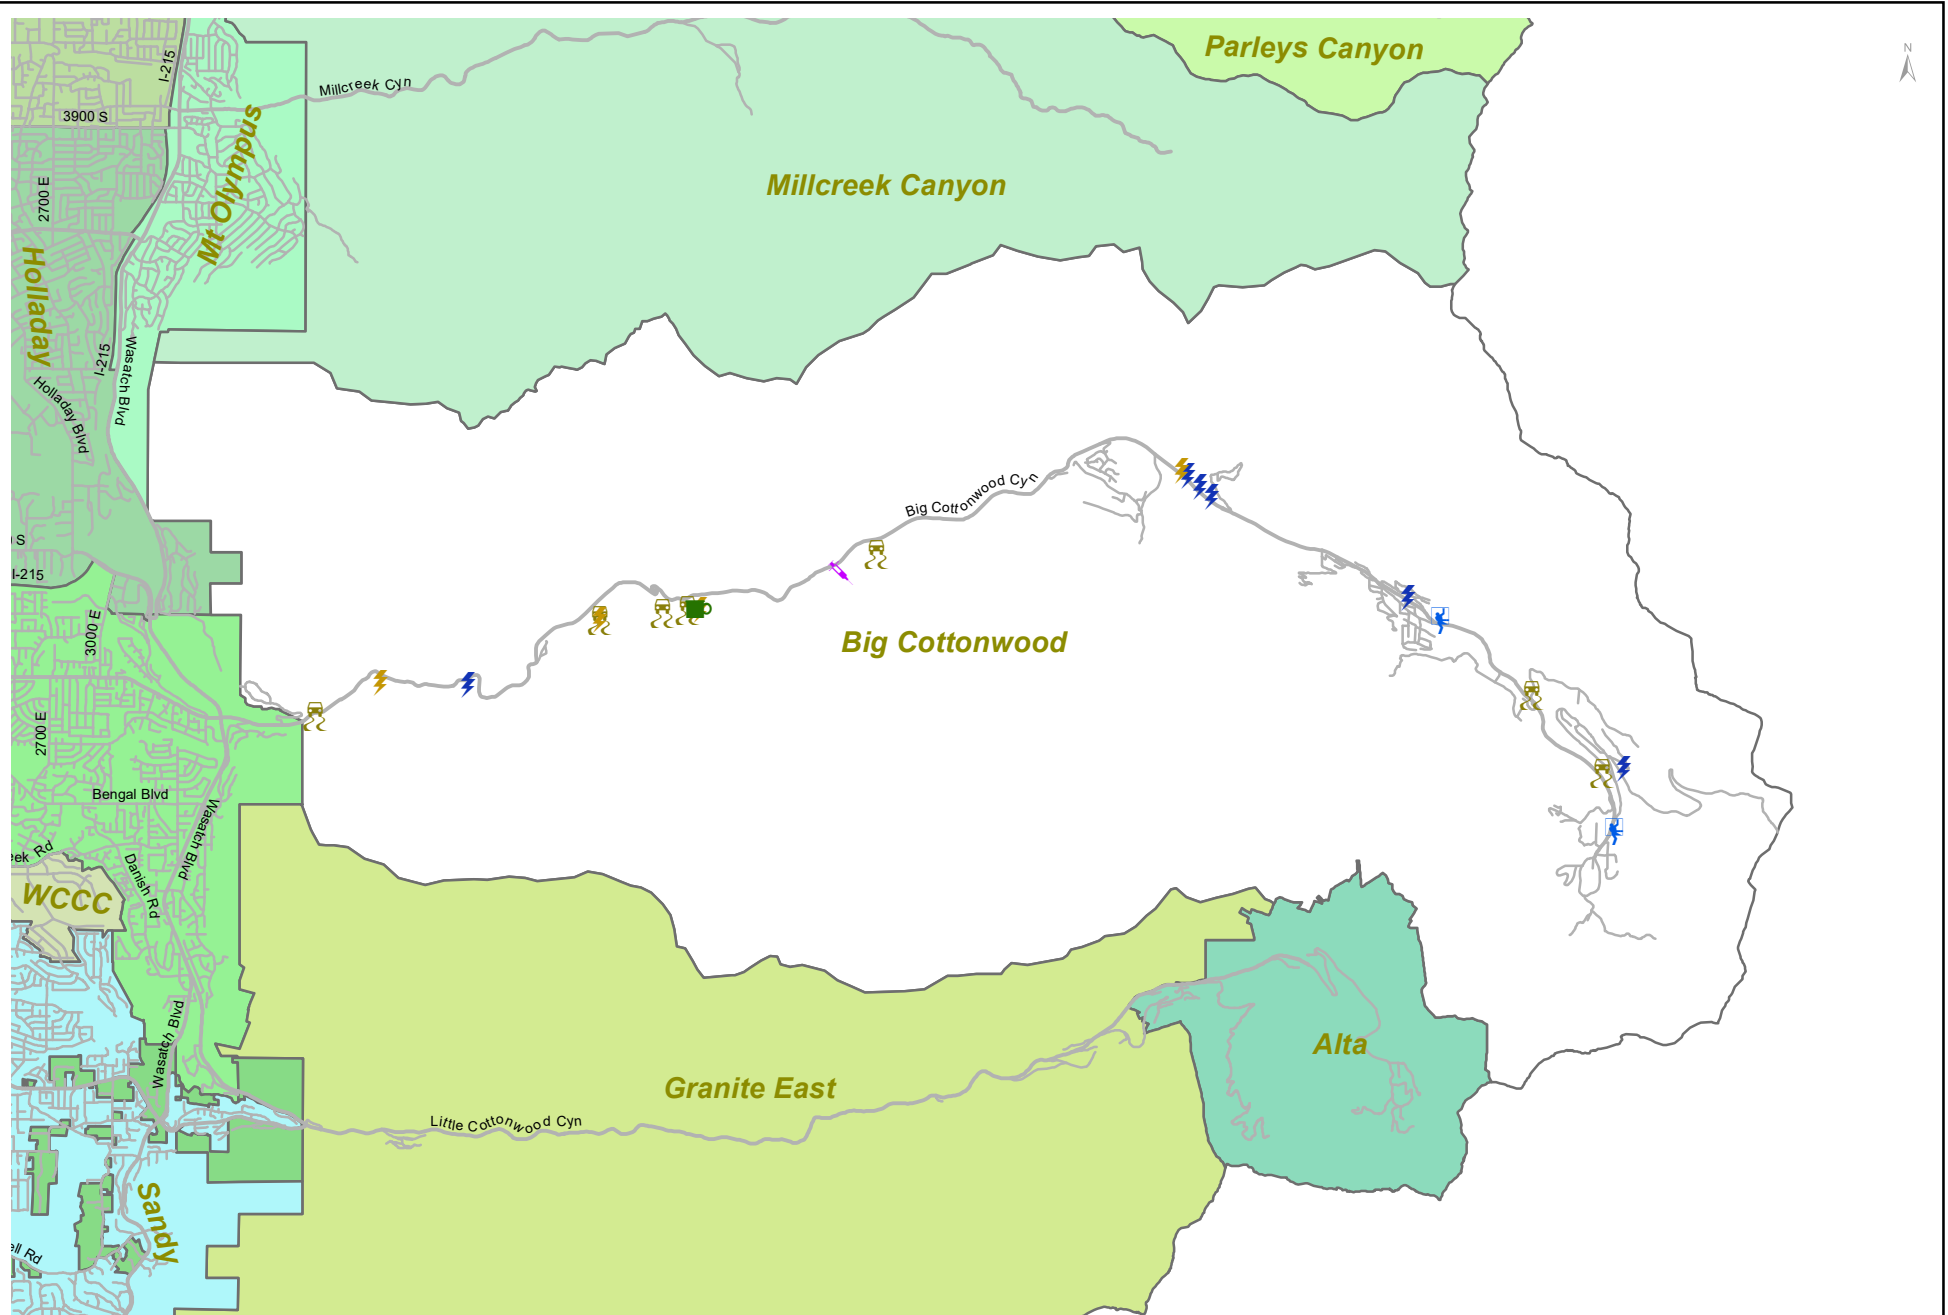 Parleys Canyon
N
I-215
Millcreek Cyn
3900 S
Mt Olympus
Millcreek Canyon
2700 E
Holladay
I-215
Wasatch Blvd
Holladay Blvd
Big Cottonwood Cyn
S
I-215
3000 E
Big Cottonwood
2700 E
Bengal Blvd
Wasatch Blvd
eek Rd
Danish Rd
WCCC
Wasatch Blvd
Alta
Granite East
Little Cottonwood Cyn
Sandy
ell Rd